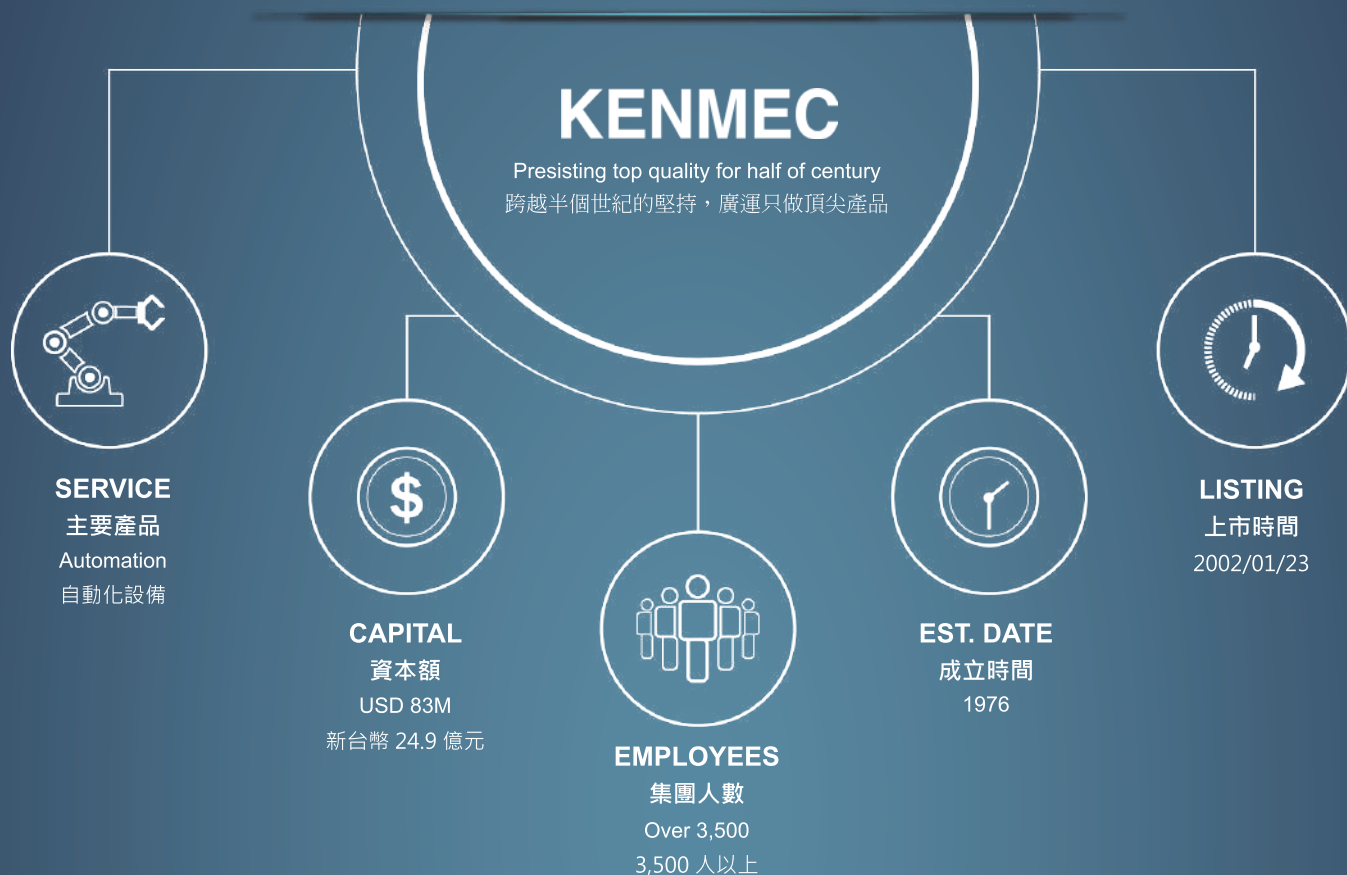 KENMEC
Presisting top quality for half of century
跨越半個世紀的堅持，廣運只做頂尖產品
SERVICE
主要產品
Automation
自動化設備
$
CAPITAL
資本額
USD 83M
新台幣 24.9 億元
EMPLOYEES
集團人數
Over 3,500
3,500 人以上
EST. DATE
成立時間
1976
LISTING
上市時間
2002/01/23